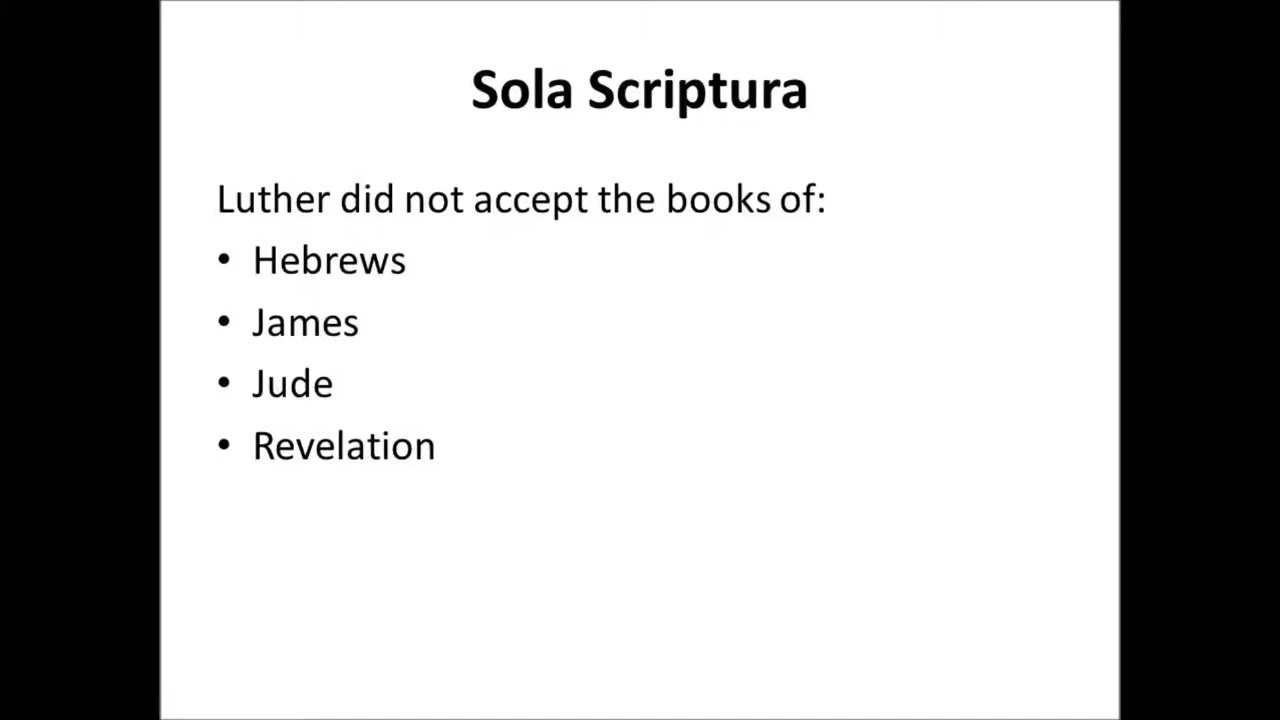 Sola Scriptura
Luther did not accept the books of:
• Hebrews
• James
• Jude
• Revelation